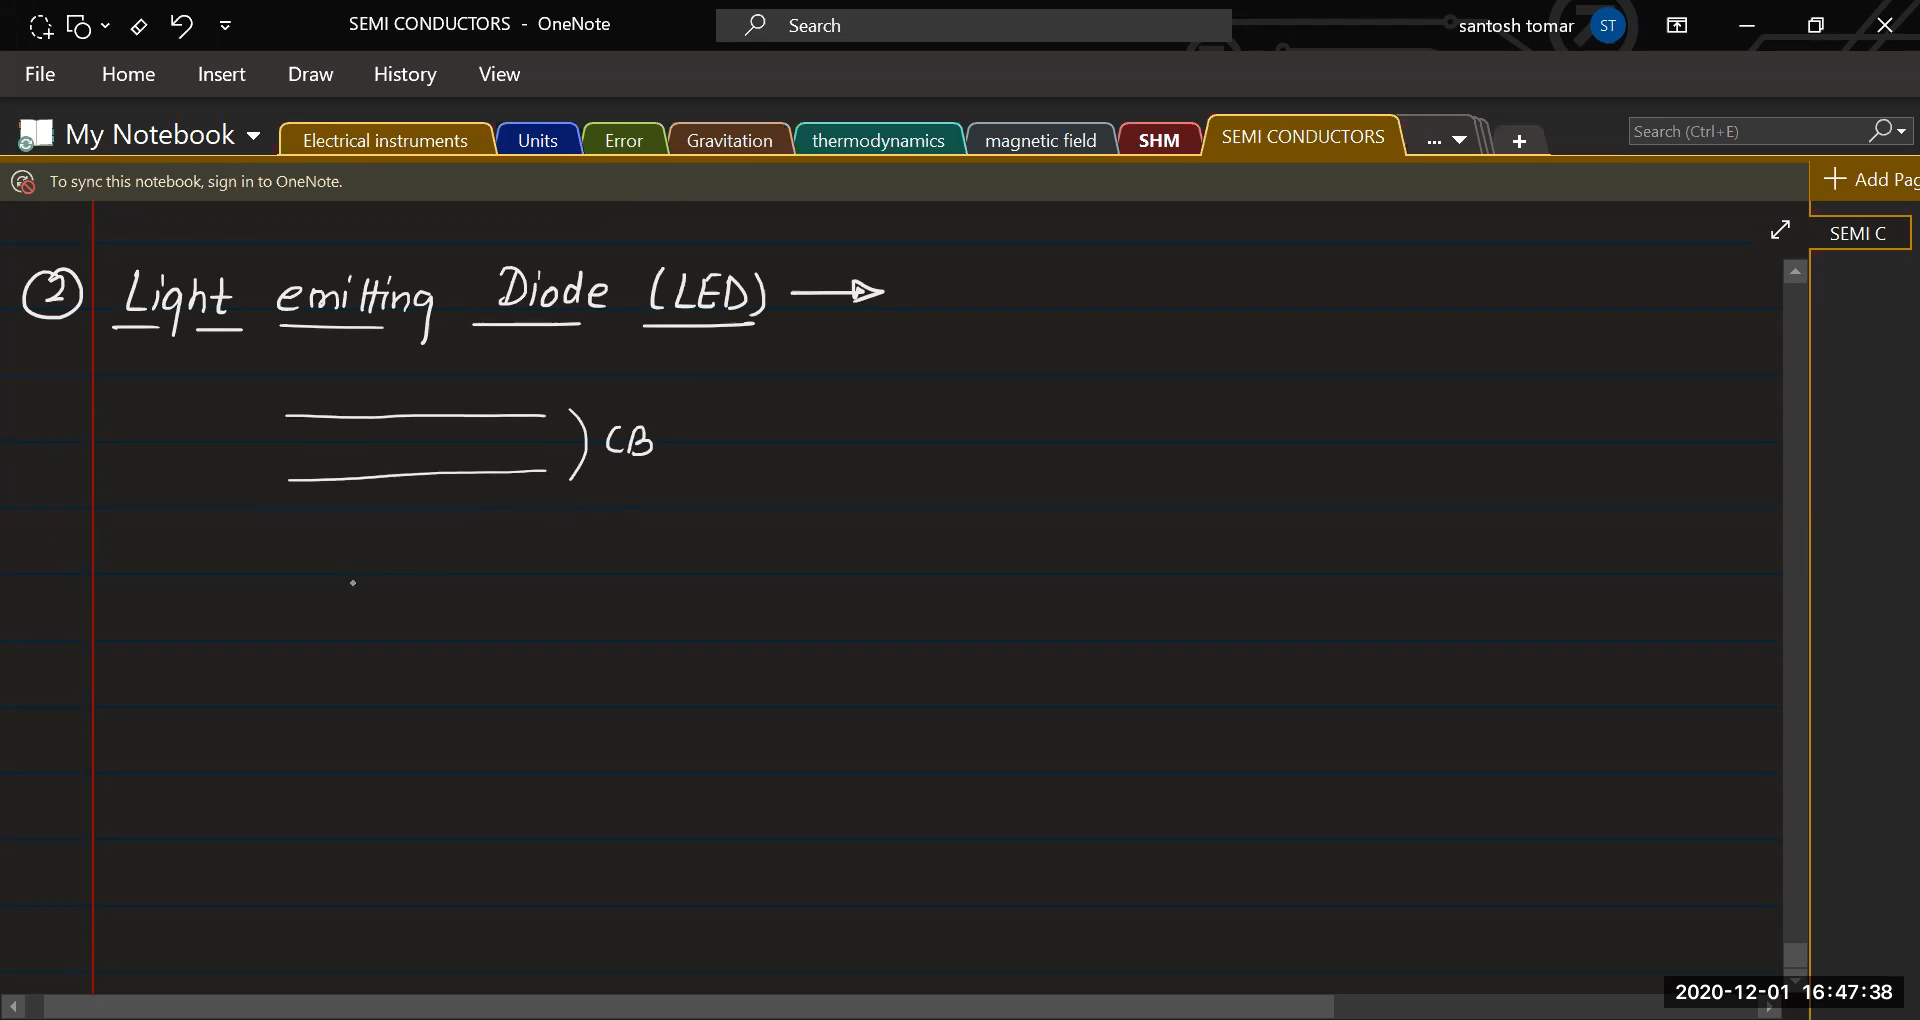 SEMI CONDUCTORS - OneNote
Search
santosh tomar ST
File Home Insert Draw History View
My Notebook
Electrical instruments Units Error Gravitation thermodynamics magnetic field SHM SEMI CONDUCTORS ... +
Search (Ctrl+E)
To sync this notebook, sign in to OneNote.
+ Add Pag
SEMI C
② Light emitting Diode (LED) →
CB
2020-12-01 16:47:38